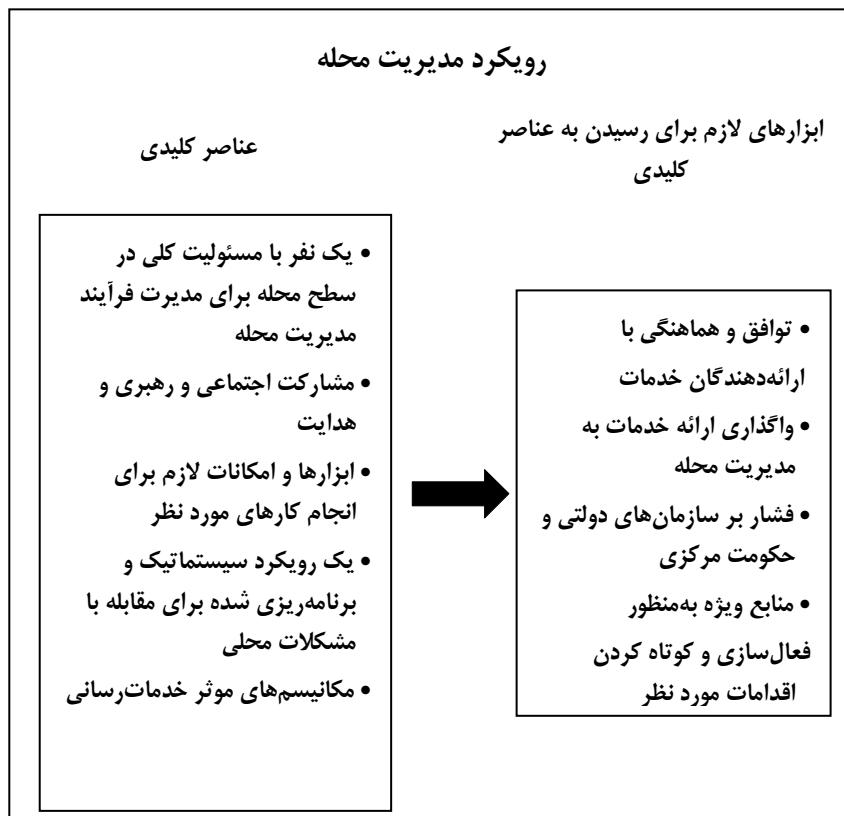 رویکرد مدیریت محله
ابزارهای لازم برای رسیدن به عناصر
کلیدی
عناصر کلیدی
• توافق و هماهنگی با
ارائه‌دهندگان خدمات
• واگذاری ارائه خدمات به
مدیریت محله
• فشار بر سازمان‌های دولتی و
حکومت مرکزی
• منابع ویژه به‌منظور
فعال‌سازی و کوتاه کردن
اقدامات مورد نظر
• یک نفر با مسئولیت کلی در
سطح محله برای مدیرت فرآیند
مدیریت محله
• مشارکت اجتماعی و رهبری و
هدایت
• ابزارها و امکانات لازم برای
انجام کارهای مورد نظر
• یک رویکرد سیستماتیک و
برنامه‌ریزی شده برای مقابله با
مشکلات محلی
• مکانیسم‌های موثر خدمات‌رسانی